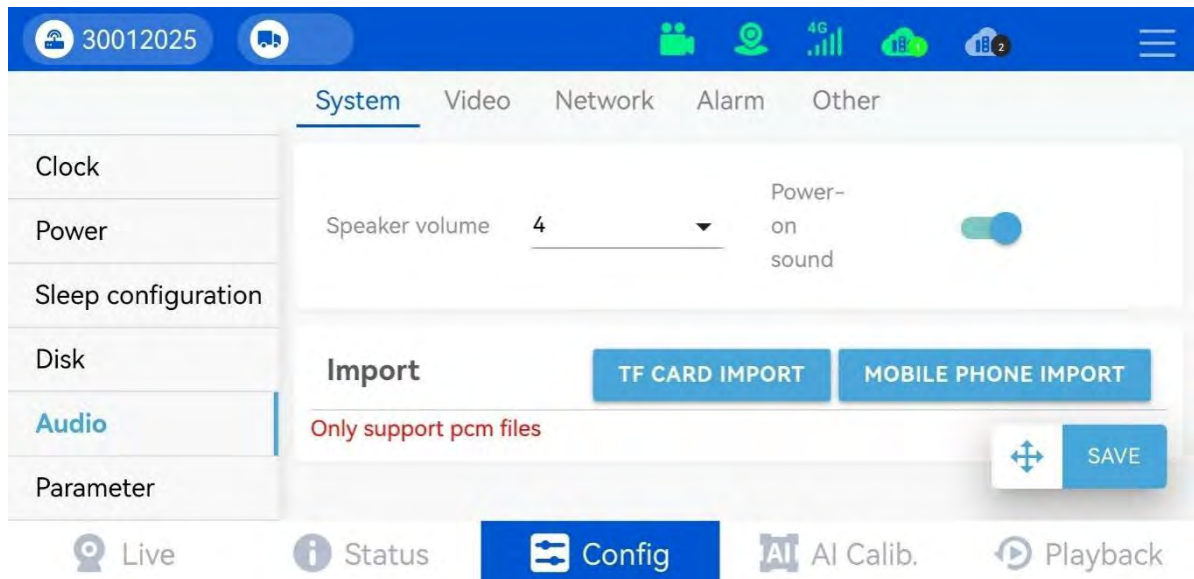 30012025
4G
1
2
System Video Network Alarm Other
Clock
Power
Sleep configuration
Disk
Audio
Parameter
Speaker volume 4
Power-
on
sound
Import
TF CARD IMPORT
MOBILE PHONE IMPORT
Only support pcm files
SAVE
Live
Status
Config
AI AI Calib.
Playback